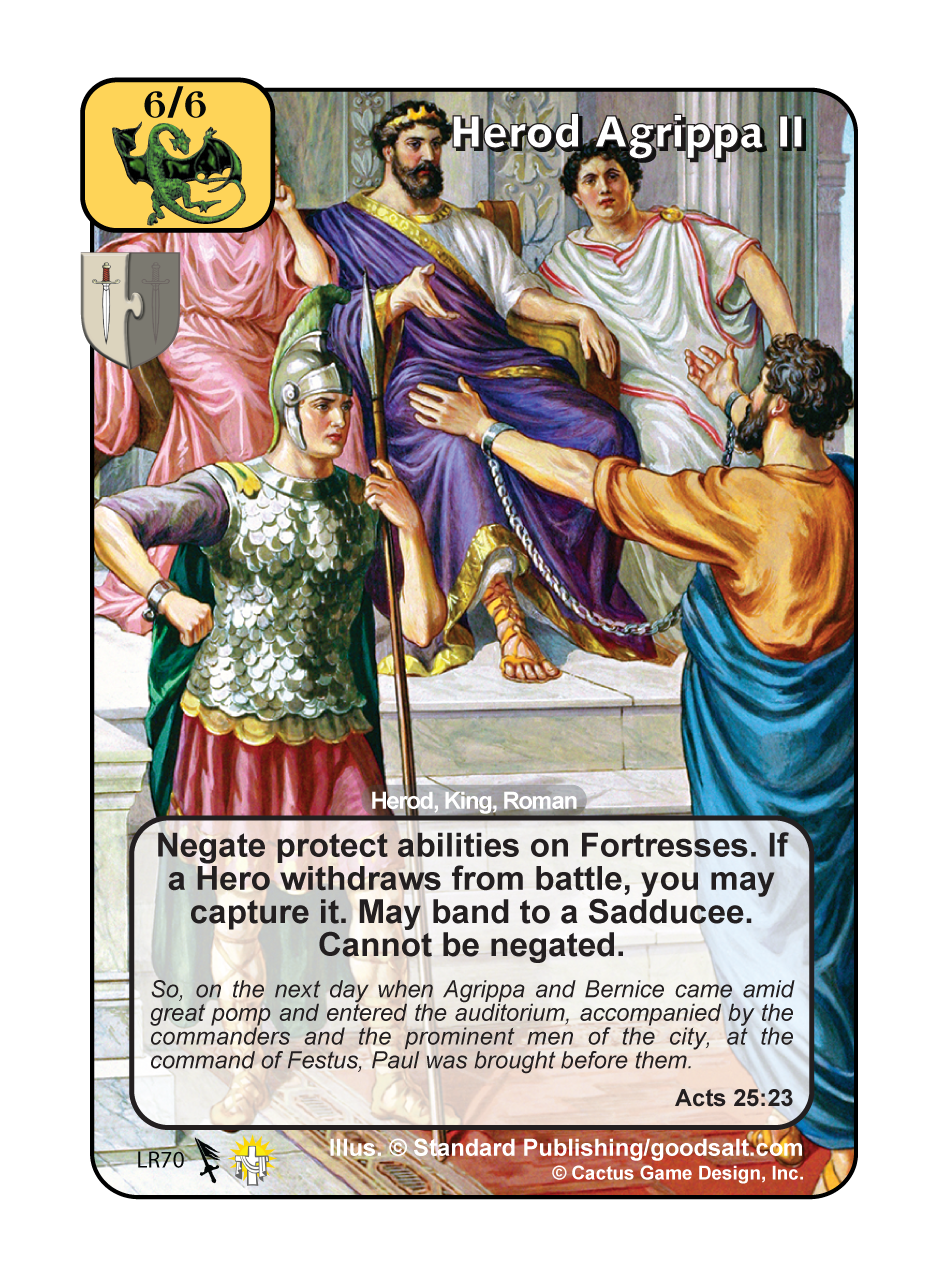 6/6
Herod Agrippa II
Herod, King, Roman
Negate protect abilities on Fortresses. If
a Hero withdraws from battle, you may
capture it. May band to a Sadducee.
Cannot be negated.
So, on the next day when Agrippa and Bernice came amid
great pomp and entered the auditorium, accompanied by the
commanders and the prominent men of the city, at the
command of Festus, Paul was brought before them.
Acts 25:23
LR70
Illus. © Standard Publishing/goodsalt.com
© Cactus Game Design, Inc.